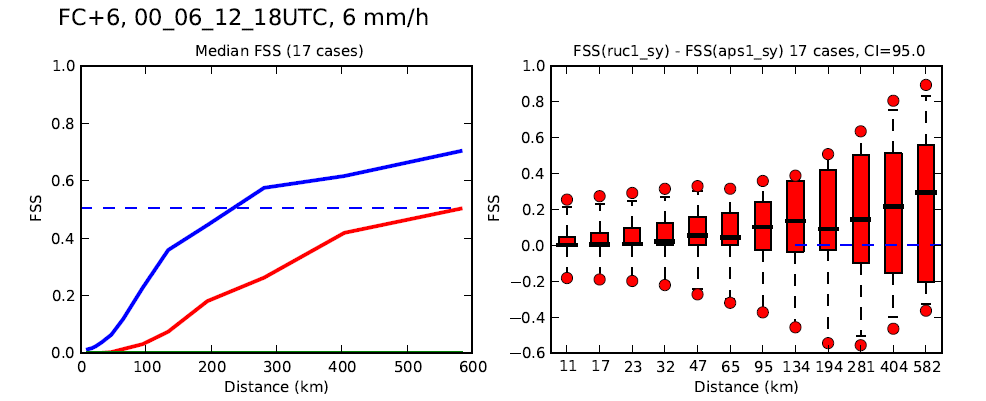 FC+6, 00_06_12_18UTC, 6 mm/h
Median FSS (17 cases)
1.0
0.8
0.6
0.4
0.2
0.0
FSS
0 100 200 300 400 500 600
Distance (km)
FSS(ruc1_sy) - FSS(aps1_sy) 17 cases, CI=95.0
1.0
0.8
0.6
0.4
0.2
0.0
−0.2
−0.4
−0.6
FSS
11 17 23 32 47 65 95 134 194 281 404 582
Distance (km)